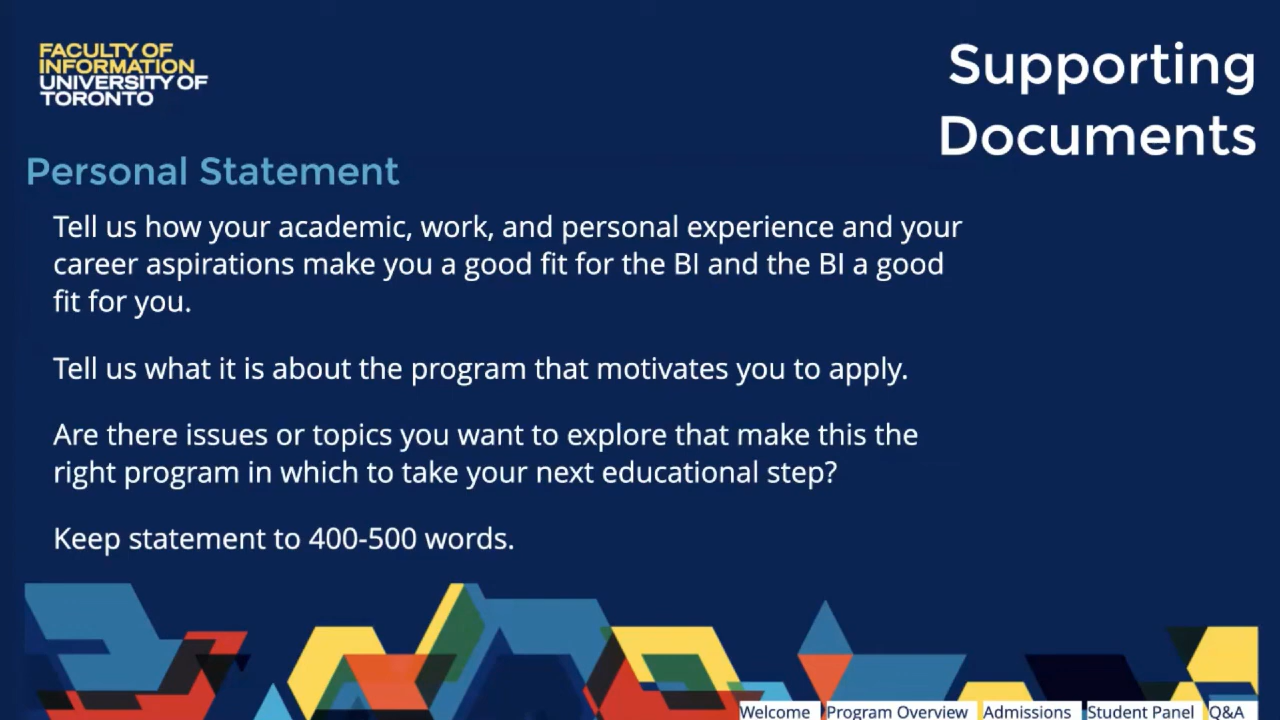 FACULTY OF
INFORMATION
UNIVERSITY OF
TORONTO
Supporting
Documents
Personal Statement
Tell us how your academic, work, and personal experience and your
career aspirations make you a good fit for the BI and the BI a good
fit for you.
Tell us what it is about the program that motivates you to apply.
Are there issues or topics you want to explore that make this the
right program in which to take your next educational step?
Keep statement to 400-500 words.
Welcome Program Overview Admissions Student Panel Q&A